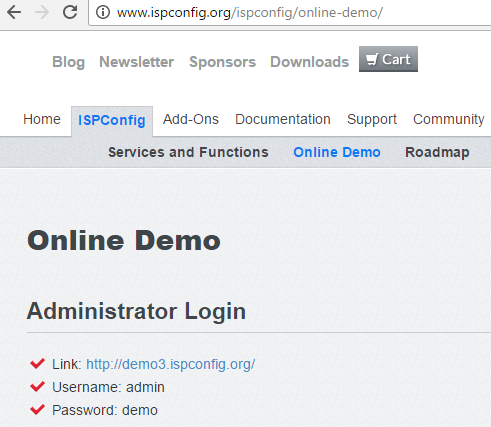 www.ispconfig.org/ispconfig/online-demo/
Blog Newsletter Sponsors Downloads Cart
Home ISPConfig Add-Ons Documentation Support Community
Services and Functions Online Demo Roadmap
Online Demo
Administrator Login
Link: http://demo3.ispconfig.org/
Username: admin
Password: demo